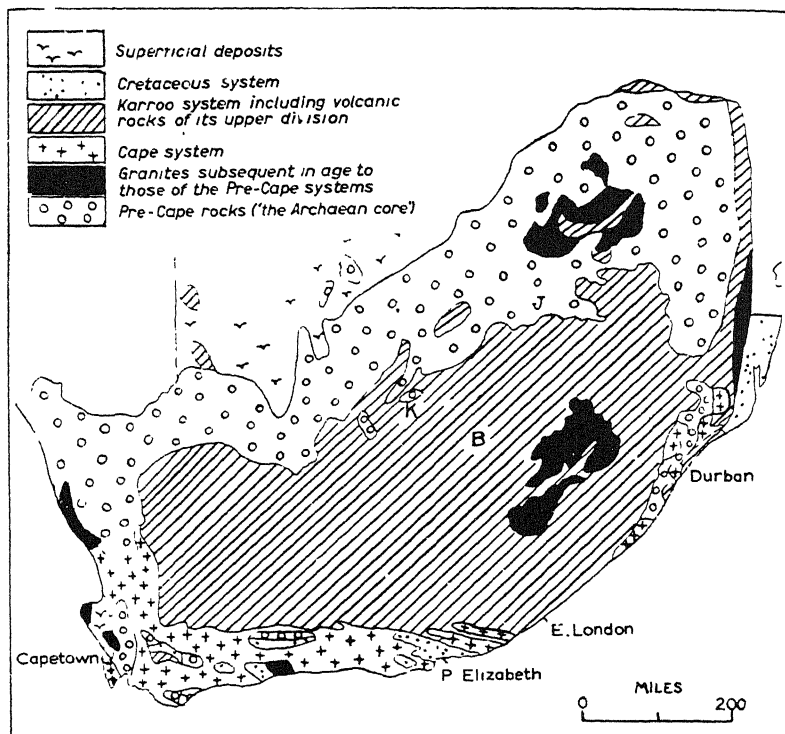 Superficial deposits
Cretaceous system
Karroo system including volcanic
rocks of its upper division
Cape system
Granites subsequent in age to
those of the Pre-Cape systems
Pre-Cape rocks ('the Archaean core')
J
K
B
Durban
E. London
Capetown
P Elizabeth
MILES
0 200